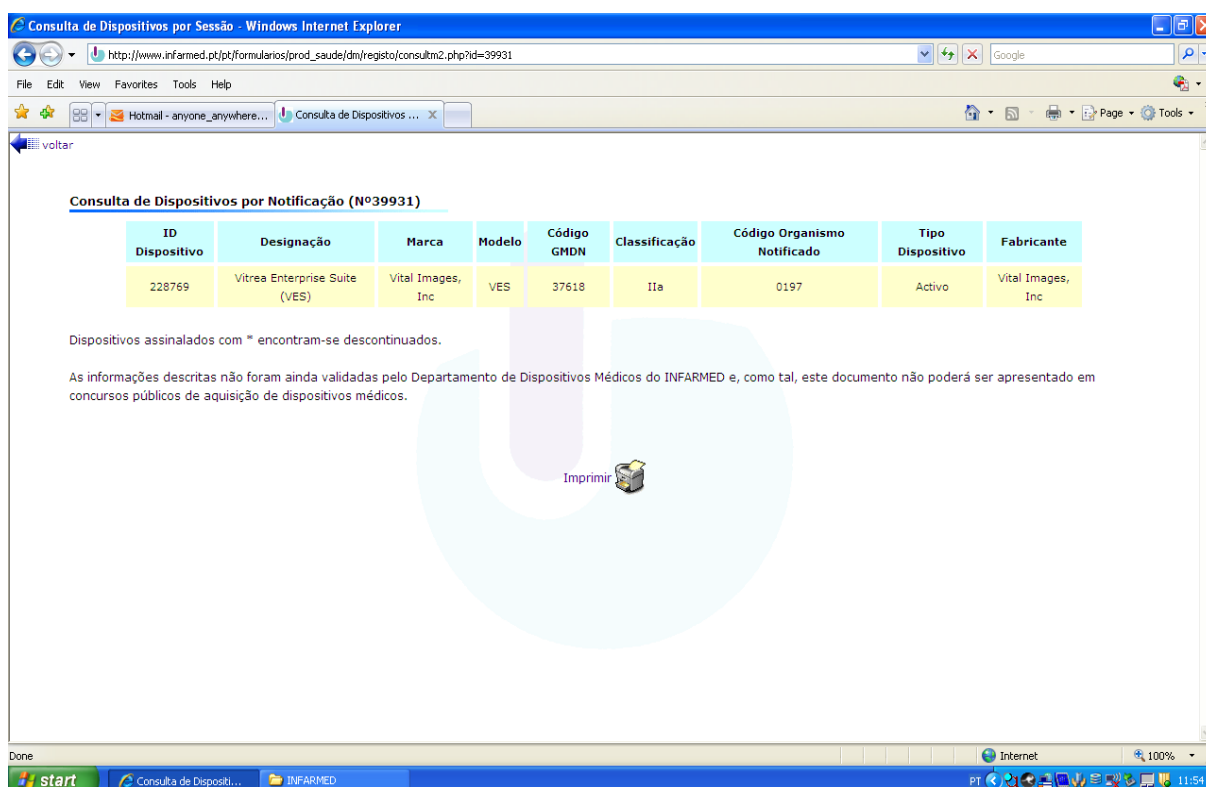 Consulta de Dispositivos por Sessão - Windows Internet Explorer
http://www.infarmed.pt/pt/formularios/prod_saude/dm/registo/consultm2.php?id=39931
Google
File Edit View Favorites Tools Help
Hotmail - anyone_anywhere... Consulta de Dispositivos ... Page Tools
voltar
Consulta de Dispositivos por Notificação (Nº39931)
ID Dispositivo Designação Marca Modelo Código GMDN Classificação Código Organismo Notificado Tipo Dispositivo Fabricante
228769 Vitrea Enterprise Suite (VES) Vital Images, Inc VES 37618 IIa 0197 Activo Vital Images, Inc
Dispositivos assinalados com * encontram-se descontinuados.
As informações descritas não foram ainda validadas pelo Departamento de Dispositivos Médicos do INFARMED e, como tal, este documento não poderá ser apresentado em
concursos públicos de aquisição de dispositivos médicos.
Imprimir
Done Internet 100%
start Consulta de Dispositi... INFARMED PT 11:54